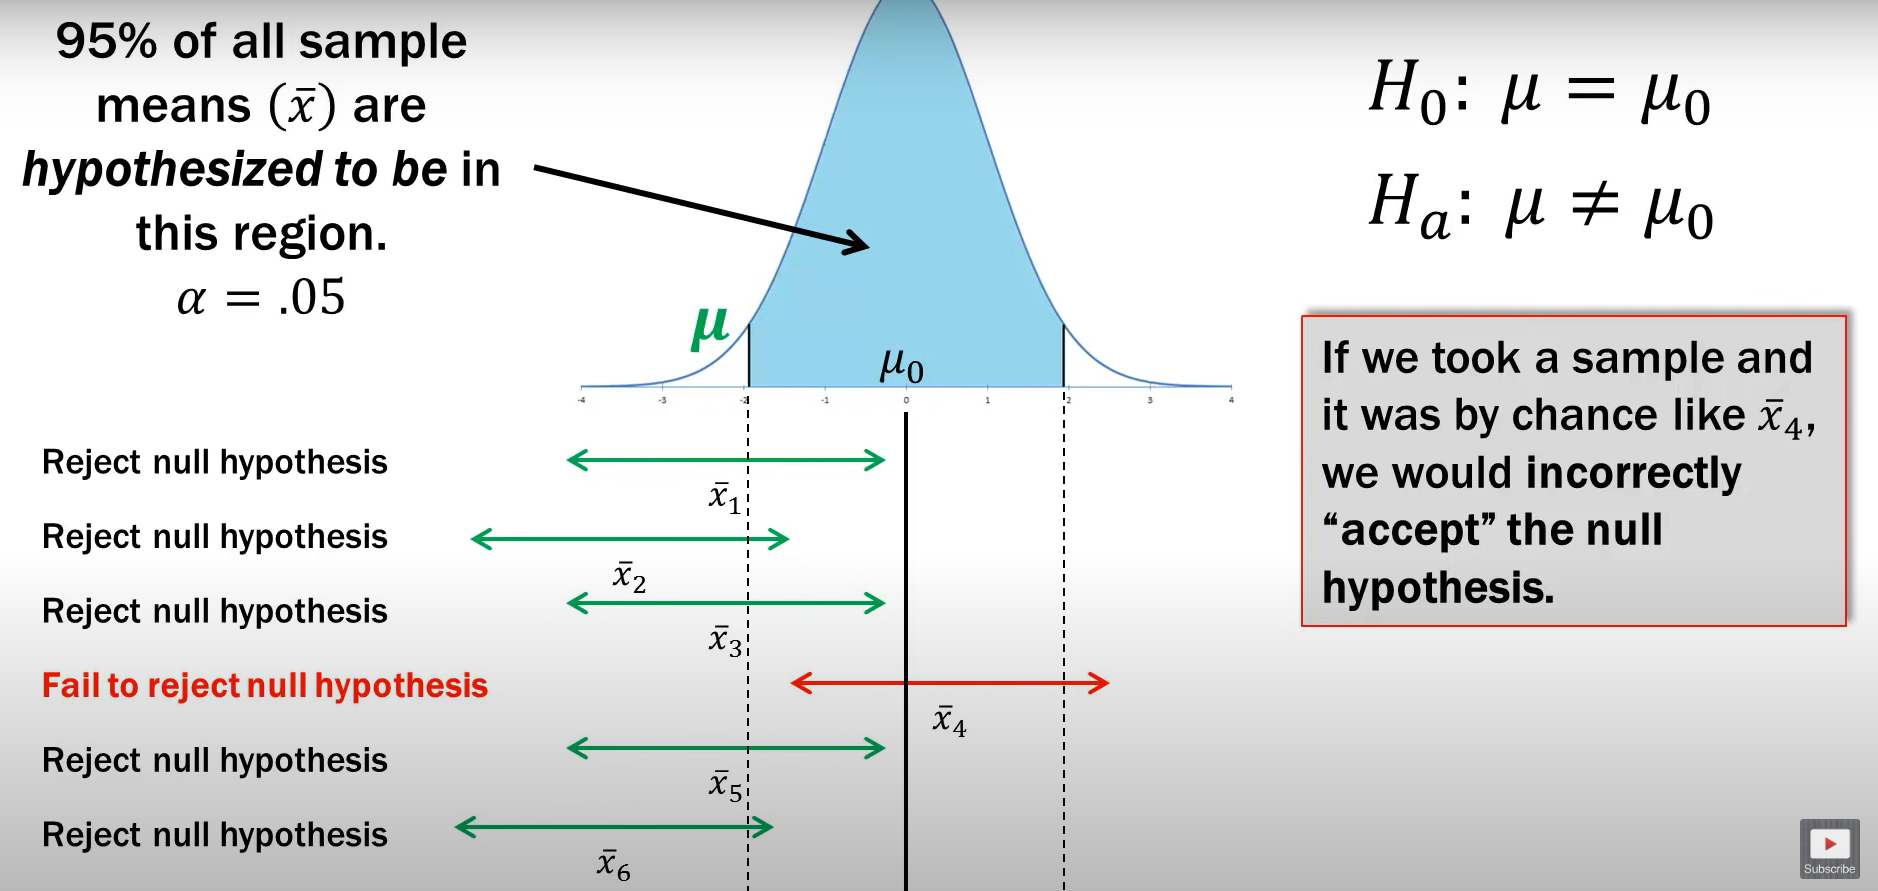 95% of all sample
means (x̄) are
hypothesized to be in
this region.
α = .05
H₀: μ = μ₀
Hₐ: μ ≠ μ₀
μ
μ₀
-4 -3 -2 -1 0 1 2 3 4
If we took a sample and
it was by chance like x̄₄,
we would incorrectly
“accept” the null
hypothesis.
Reject null hypothesis
x̄₁
Reject null hypothesis
x̄₂
Reject null hypothesis
x̄₃
Fail to reject null hypothesis
x̄₄
Reject null hypothesis
x̄₅
Reject null hypothesis
x̄₆
Subscribe